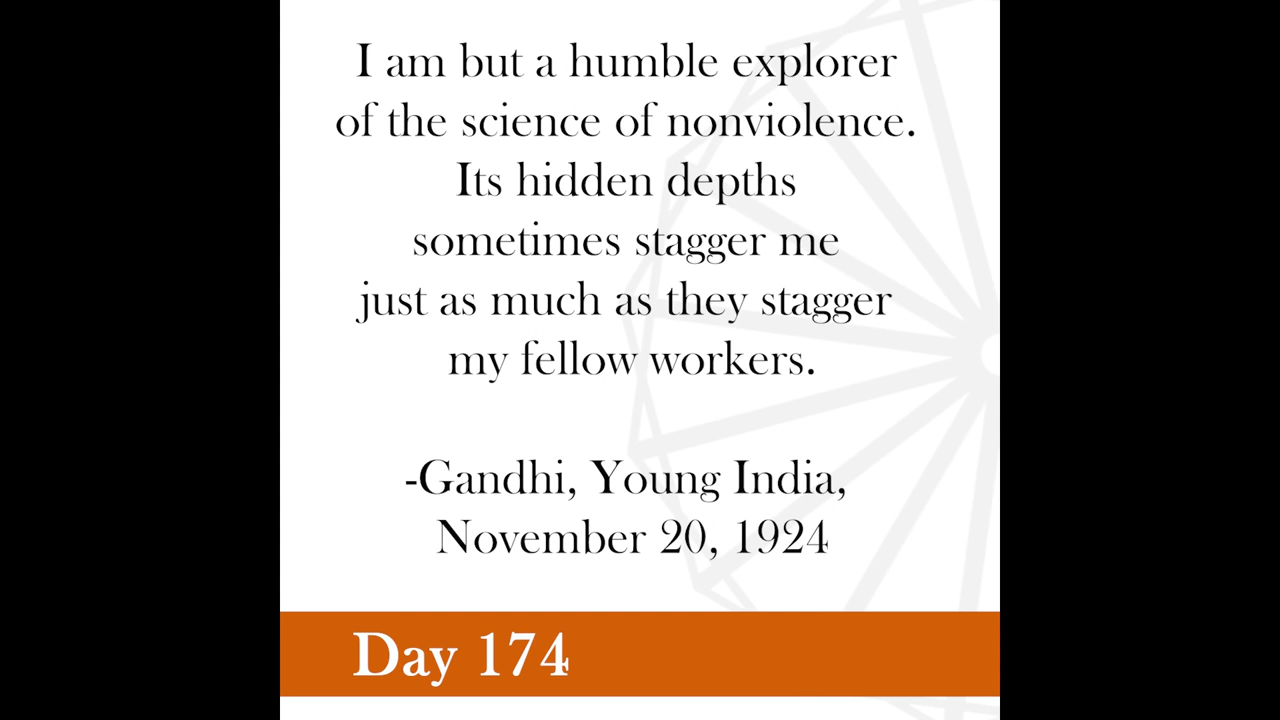 I am but a humble explorer
of the science of nonviolence.
Its hidden depths
sometimes stagger me
just as much as they stagger
my fellow workers.
-Gandhi, Young India,
November 20, 1924
Day 174